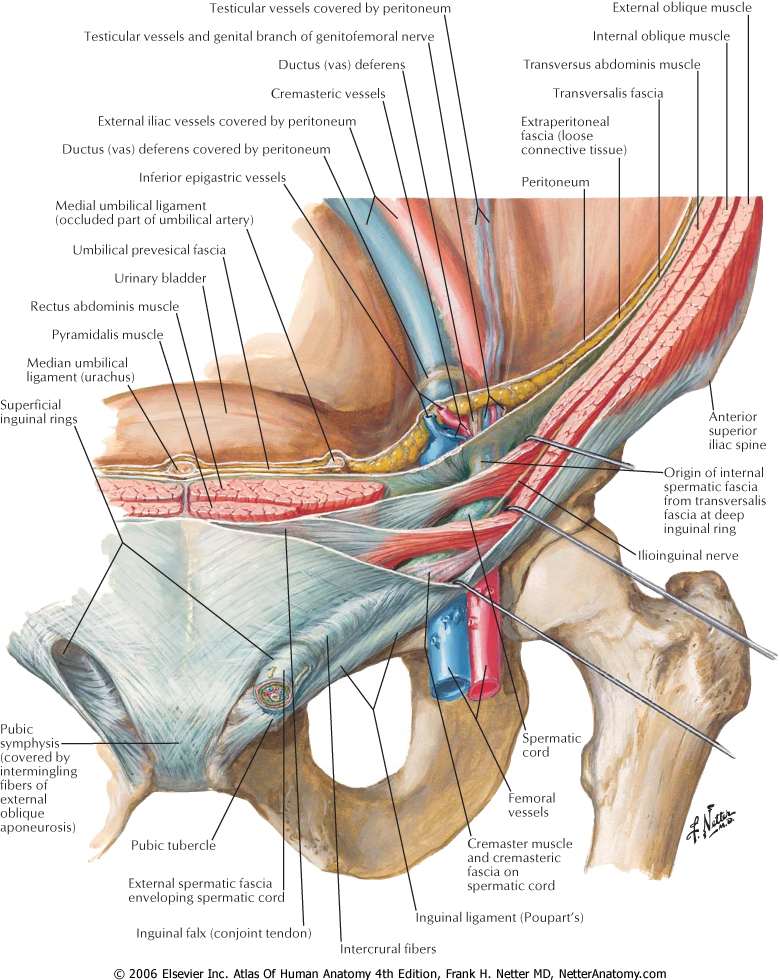 Testicular vessels covered by peritoneum
External oblique muscle
Testicular vessels and genital branch of genitofemoral nerve
Internal oblique muscle
Ductus (vas) deferens
Transversus abdominis muscle
Cremasteric vessels
Transversalis fascia
External iliac vessels covered by peritoneum
Extraperitoneal
fascia (loose
connective tissue)
Ductus (vas) deferens covered by peritoneum
Inferior epigastric vessels
Peritoneum
Medial umbilical ligament
(occluded part of umbilical artery)
Umbilical prevesical fascia
Urinary bladder
Rectus abdominis muscle
Pyramidalis muscle
Median umbilical
ligament (urachus)
Superficial
inguinal rings
Anterior
superior
iliac spine
Origin of internal
spermatic fascia
from transversalis
fascia at deep
inguinal ring
Ilioinguinal nerve
Pubic
symphysis
(covered by
intermingling
fibers of
external
oblique
aponeurosis)
Spermatic
cord
Femoral
vessels
Pubic tubercle
Cremaster muscle
and cremasteric
fascia on
spermatic cord
External spermatic fascia
enveloping spermatic cord
Inguinal ligament (Poupart's)
Inguinal falx (conjoint tendon)
Intercrural fibers
F. Netter
M.D.
© 2006 Elsevier Inc. Atlas Of Human Anatomy 4th Edition, Frank H. Netter MD, NetterAnatomy.com